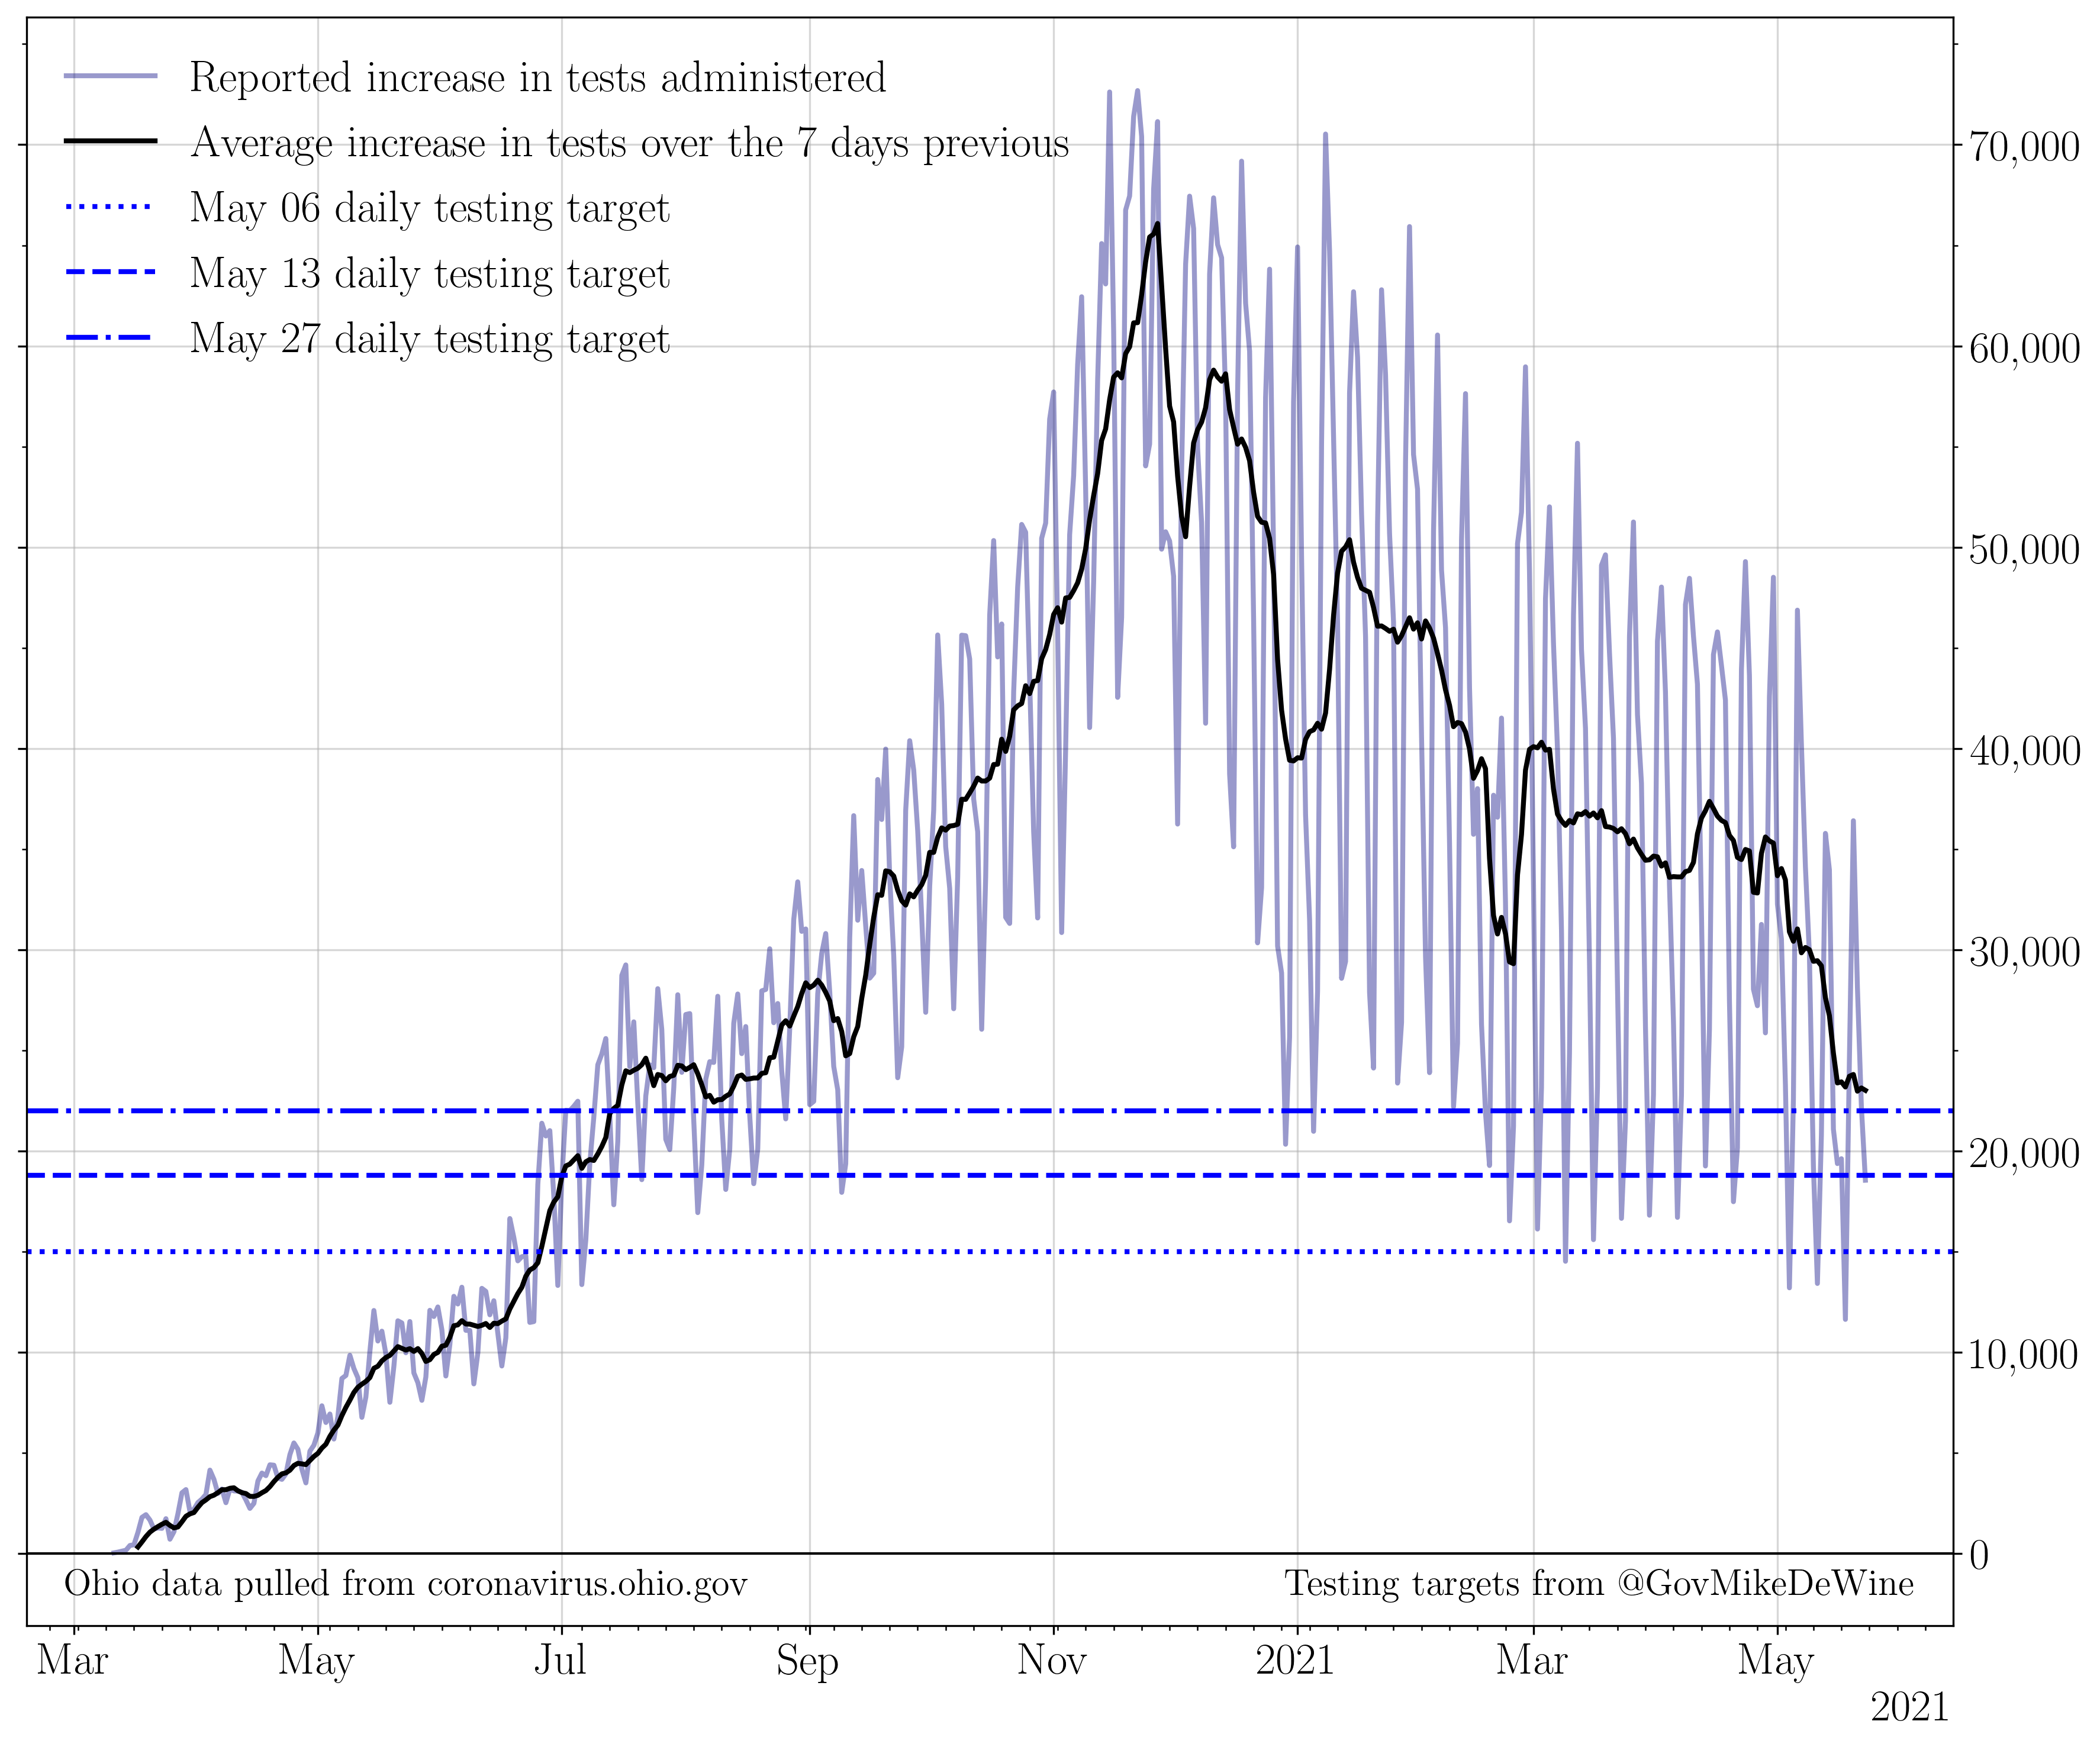 Reported increase in tests administered
Average increase in tests over the 7 days previous
May 06 daily testing target
May 13 daily testing target
May 27 daily testing target
70,000
60,000
50,000
40,000
30,000
20,000
10,000
0
Ohio data pulled from coronavirus.ohio.gov
Testing targets from @GovMikeDeWine
Mar May Jul Sep Nov 2021 Mar May
2021